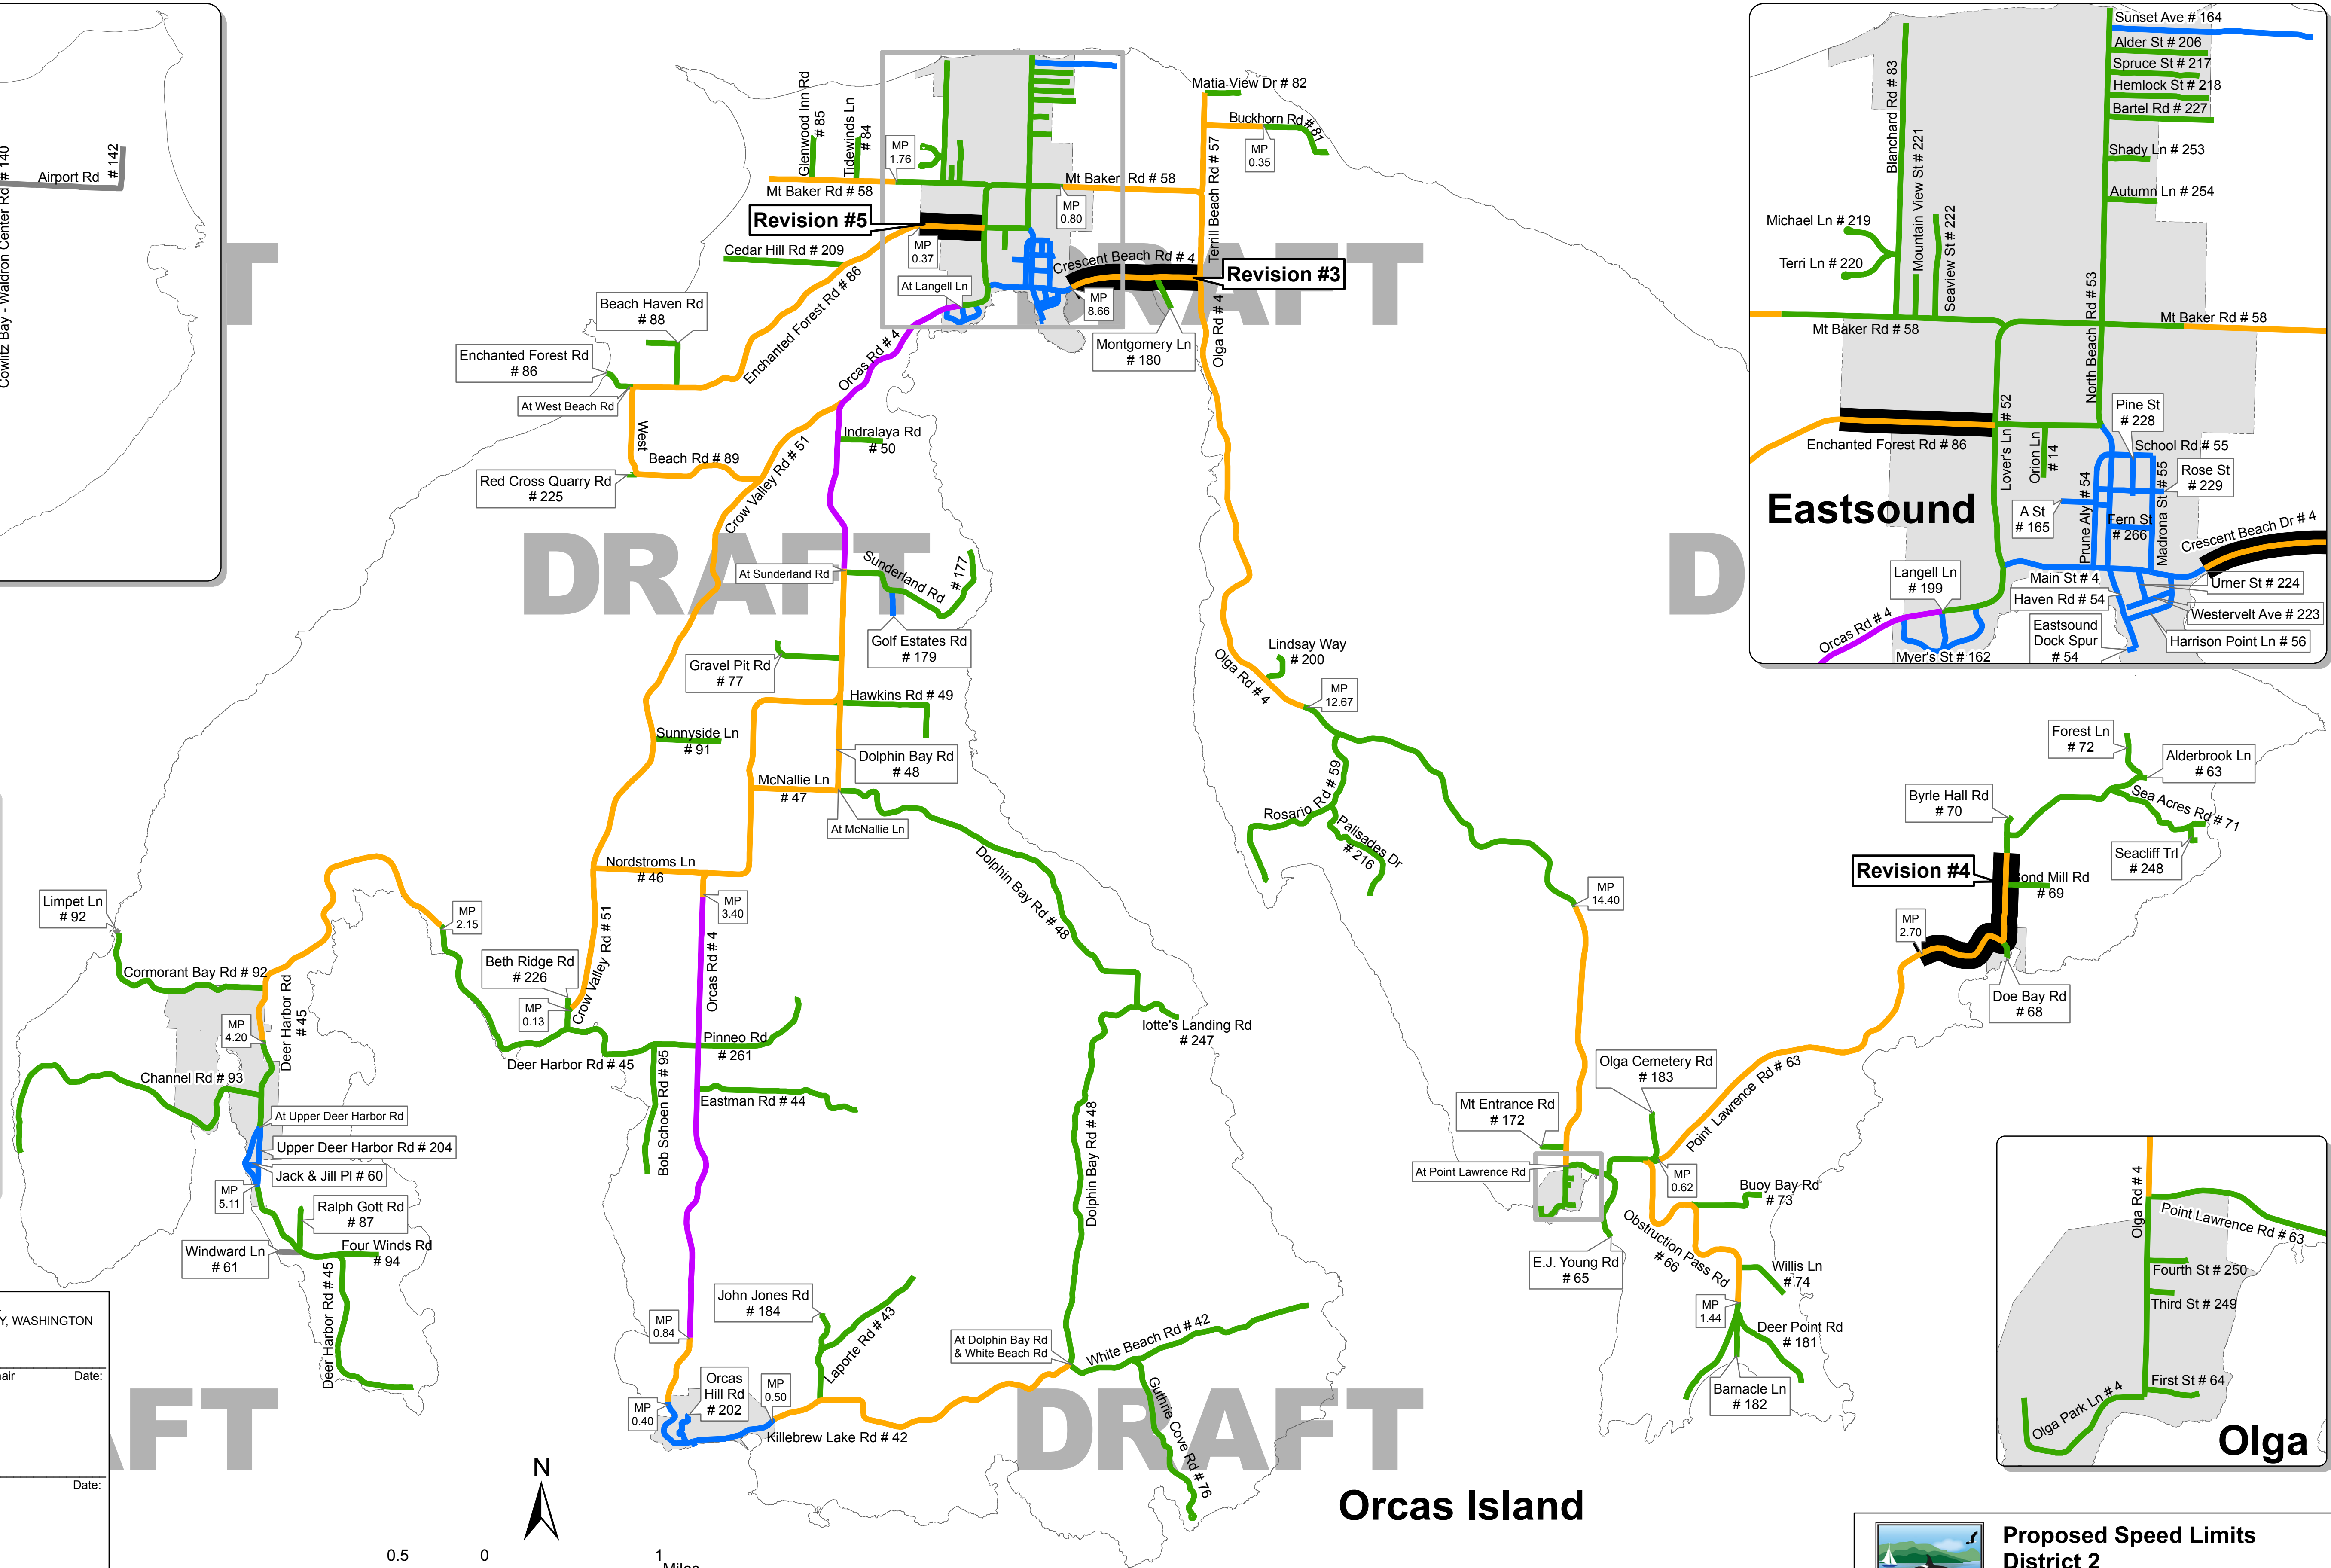 Cowlitz Bay - Waldron Center Rd # 140
Airport Rd
# 142
DRAFT
Glenwood Inn Rd
# 85
Tidewinds Ln
# 84
MP
1.76
Mt Baker Rd # 58
Matia View Dr # 82
Buckhorn Rd
# 81
MP
0.35
Terrill Beach Rd # 57
Mt Baker Rd # 58
MP
0.80
Revision #5
MP
0.37
Cedar Hill Rd # 209
Enchanted Forest Rd # 86
Crescent Beach Rd # 4
Revision #3
At Langell Ln
MP
8.66
Beach Haven Rd
# 88
Enchanted Forest Rd
# 86
At West Beach Rd
Orcas Rd # 4
Montgomery Ln
# 180
Olga Rd # 4
West
Beach Rd # 89
Red Cross Quarry Rd
# 225
Crow Valley Rd # 51
Crow Valley Rd # 51
Indralaya Rd
# 50
DRAFT
At Sunderland Rd
Sunderland Rd
# 177
Golf Estates Rd
# 179
Gravel Pit Rd
# 77
Hawkins Rd # 49
Sunnyside Ln
# 91
Dolphin Bay Rd
# 48
McNallie Ln
# 47
At McNallie Ln
Nordstroms Ln
# 46
MP
3.40
Dolphin Bay Rd # 48
Lindsay Way
# 200
Olga Rd # 4
MP
12.67
Rosario Rd # 59
Palisades Dr
# 216
MP
14.40
Forest Ln
# 72
Alderbrook Ln
# 63
Byrle Hall Rd
# 70
Sea Acres Rd # 71
Seacliff Trl
# 248
Revision #4
Bond Mill Rd
# 69
MP
2.70
Doe Bay Rd
# 68
Limpet Ln
# 92
MP
2.15
Cormorant Bay Rd # 92
Deer Harbor Rd
# 45
Beth Ridge Rd
# 226
MP
0.13
Crow Valley Rd # 51
Orcas Rd # 4
MP
4.20
Channel Rd # 93
Deer Harbor Rd # 45
Pinneo Rd
# 261
Bob Schoen Rd # 95
Eastman Rd # 44
Iotte's Landing Rd
# 247
Dolphin Bay Rd # 48
At Upper Deer Harbor Rd
Upper Deer Harbor Rd # 204
Jack & Jill Pl # 60
MP
5.11
Ralph Gott Rd
# 87
Windward Ln
# 61
Four Winds Rd
# 94
Deer Harbor Rd # 45
Olga Cemetery Rd
# 183
Mt Entrance Rd
# 172
At Point Lawrence Rd
Point Lawrence Rd # 63
MP
0.62
E.J. Young Rd
# 65
Obstruction Pass Rd
# 66
Buoy Bay Rd
# 73
Willis Ln
# 74
MP
1.44
Deer Point Rd
# 181
Barnacle Ln
# 182
MP
0.84
John Jones Rd
# 184
Laporte Rd # 43
At Dolphin Bay Rd
& White Beach Rd
White Beach Rd # 42
Orcas
Hill Rd
# 202
MP
0.40
MP
0.50
Killebrew Lake Rd # 42
Guthrie Cove Rd # 76
DRAFT
Orcas Island
N
0.5 0 1
Miles
Y, WASHINGTON
air Date:
Date:
Sunset Ave # 164
Alder St # 206
Spruce St # 217
Hemlock St # 218
Bartel Rd # 227
Shady Ln # 253
Autumn Ln # 254
Blanchard Rd # 83
Mountain View St # 221
Seaview St # 222
Michael Ln # 219
Terri Ln # 220
North Beach Rd # 53
Mt Baker Rd # 58
Mt Baker Rd # 58
Pine St
# 228
School Rd # 55
Enchanted Forest Rd # 86
Lover's Ln # 52
Orion Ln
# 14
Rose St
# 229
Eastsound
A St
# 165
Prune Aly # 54
Fern St
# 266
Madrona St # 55
Crescent Beach Dr # 4
Langell Ln
# 199
Main St # 4
Urner St # 224
Haven Rd # 54
Westervelt Ave # 223
Orcas Rd # 4
Eastsound
Dock Spur
# 54
Harrison Point Ln # 56
Myer's St # 162
Olga Rd # 4
Point Lawrence Rd # 63
Fourth St # 250
Third St # 249
First St # 64
Olga Park Ln # 4
Olga
Proposed Speed Limits
District 2